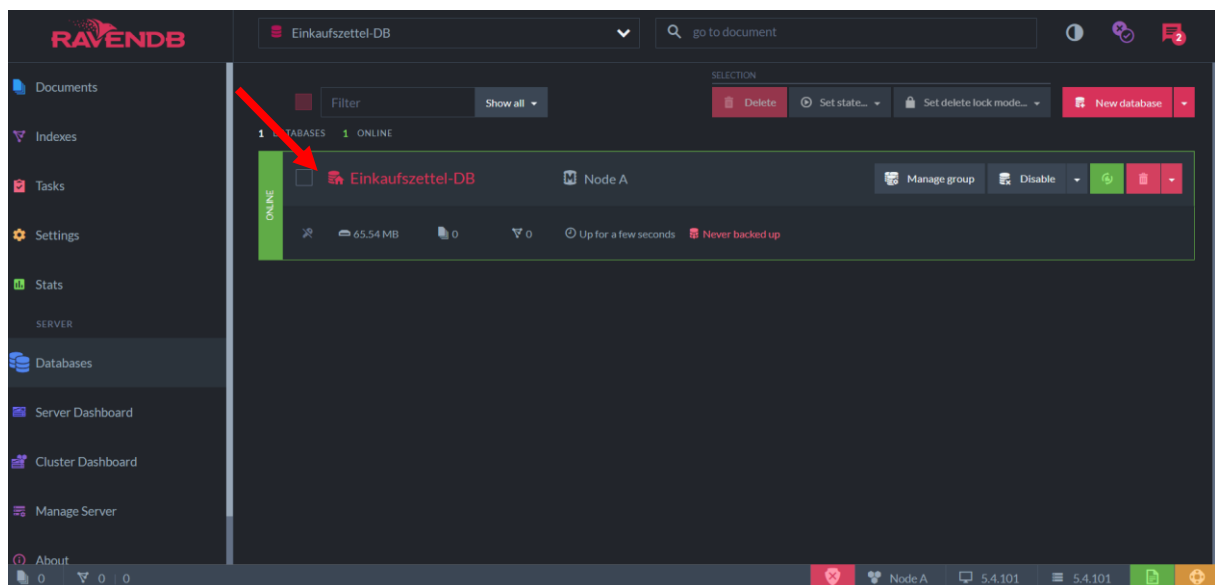 RAVENDB
Einkaufszettel-DB
go to document
2
Documents
Indexes
Tasks
Settings
Stats
SERVER
Databases
Server Dashboard
Cluster Dashboard
Manage Server
About
SELECTION
Filter
Show all
Delete
Set state...
Set delete lock mode...
New database
1 DATABASES 1 ONLINE
ONLINE
Einkaufszettel-DB
Node A
Manage group
Disable
65.54 MB
0
0
Up for a few seconds
Never backed up
0 0 | 0
Node A
5.4.101
5.4.101